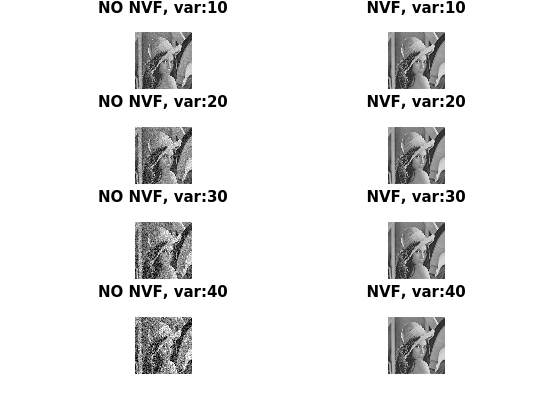 NO NVF, var:10
NVF, var:10
NO NVF, var:20
NVF, var:20
NO NVF, var:30
NVF, var:30
NO NVF, var:40
NVF, var:40